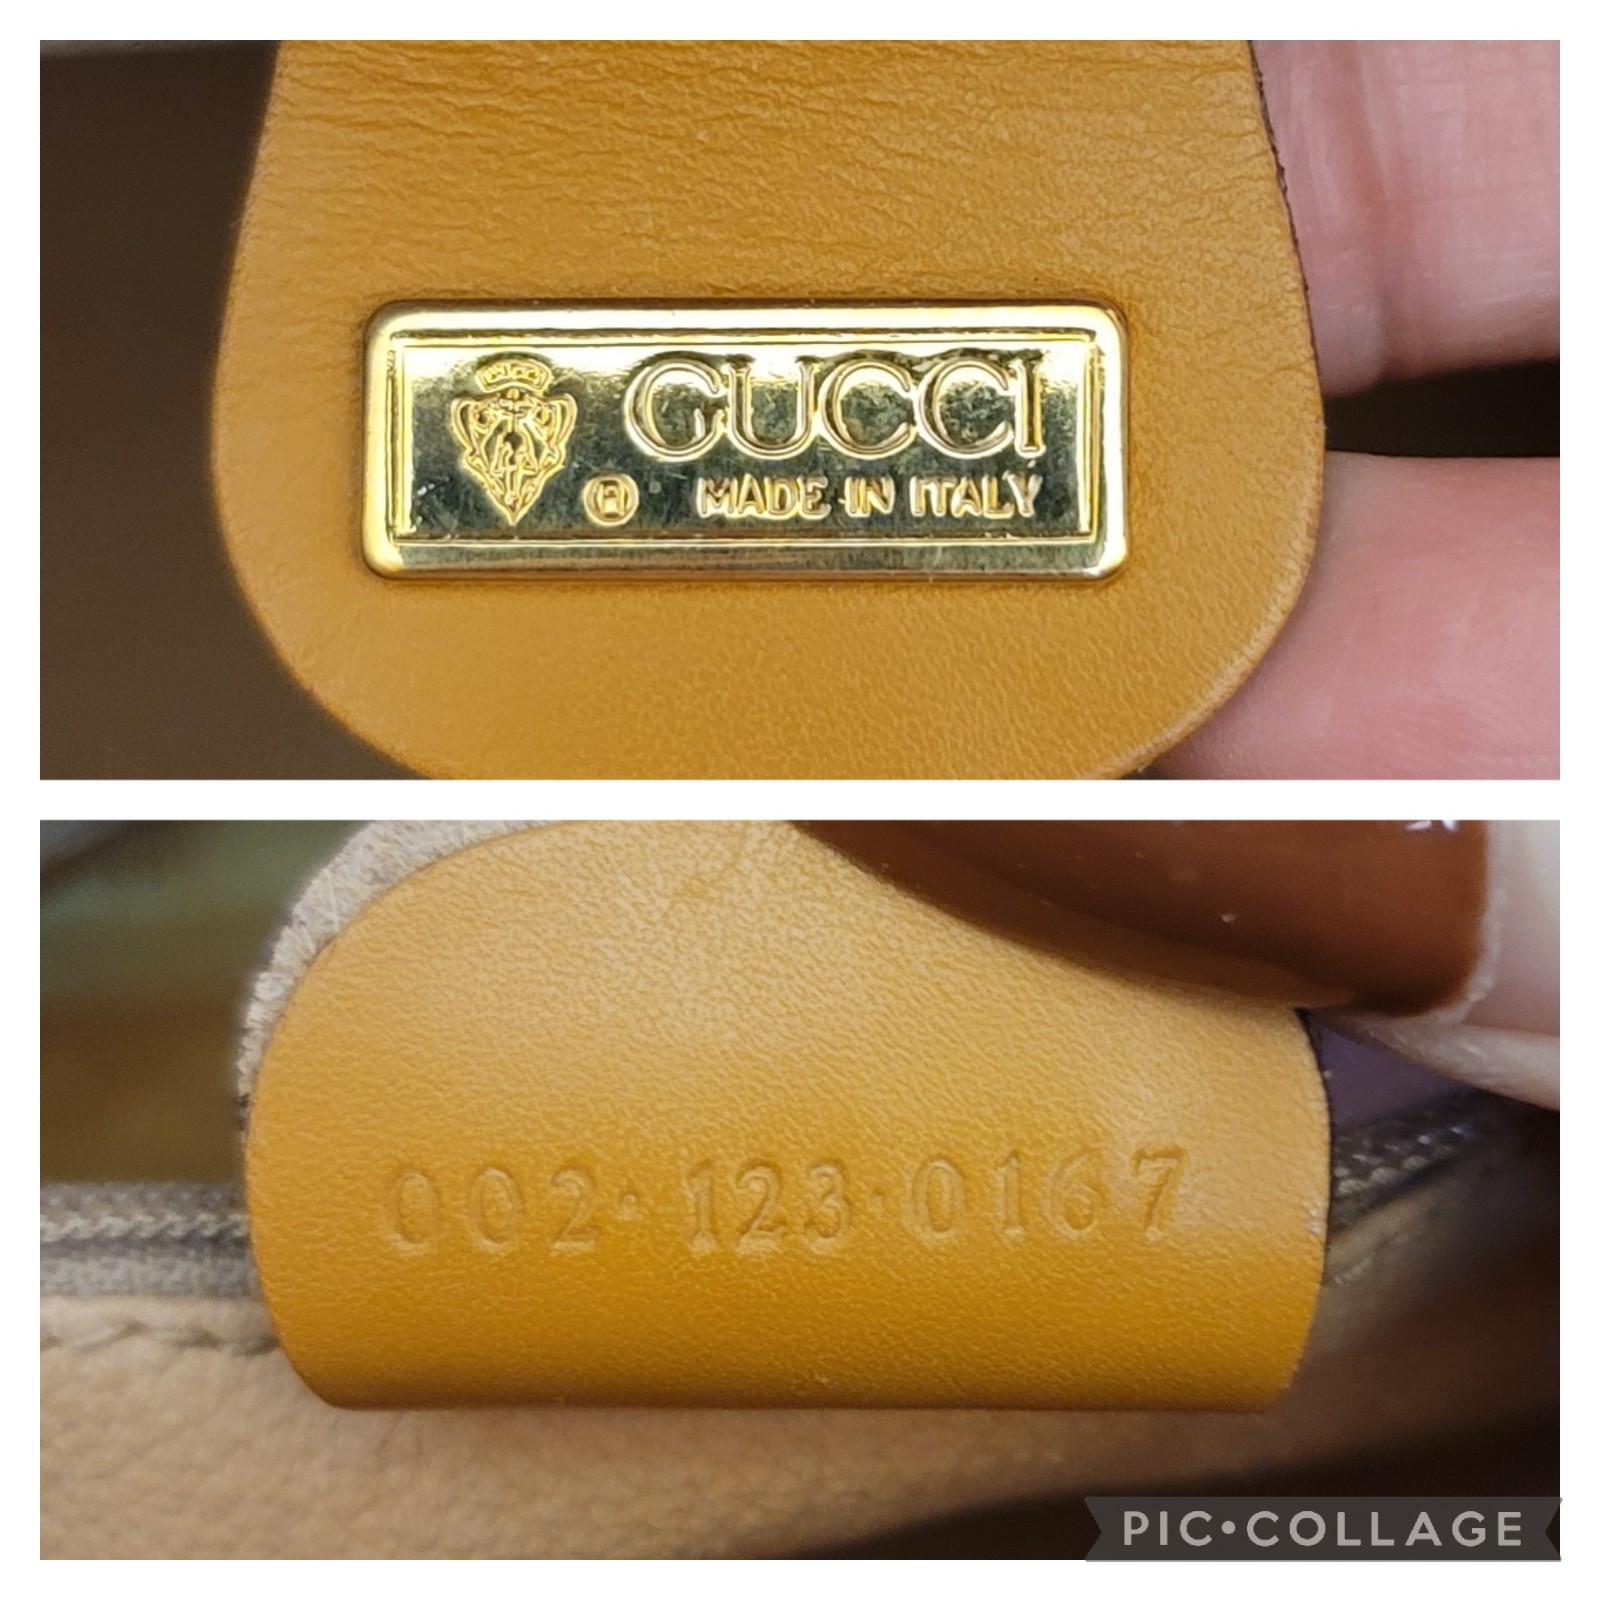 GUCCI
® MADE IN ITALY
002·123·0167
PIC•COLLAGE